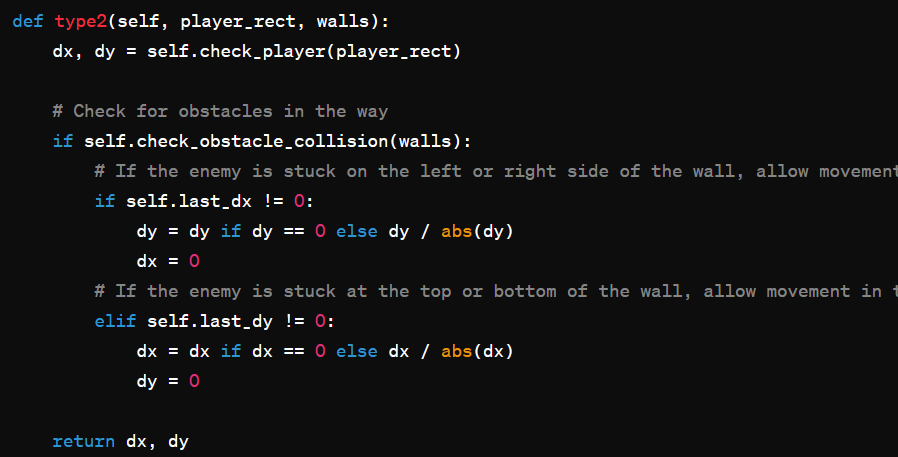 def type2(self, player_rect, walls):
    dx, dy = self.check_player(player_rect)

    # Check for obstacles in the way
    if self.check_obstacle_collision(walls):
        # If the enemy is stuck on the left or right side of the wall, allow movement
        if self.last_dx != 0:
            dy = dy if dy == 0 else dy / abs(dy)
            dx = 0
        # If the enemy is stuck at the top or bottom of the wall, allow movement in
        elif self.last_dy != 0:
            dx = dx if dx == 0 else dx / abs(dx)
            dy = 0

    return dx, dy